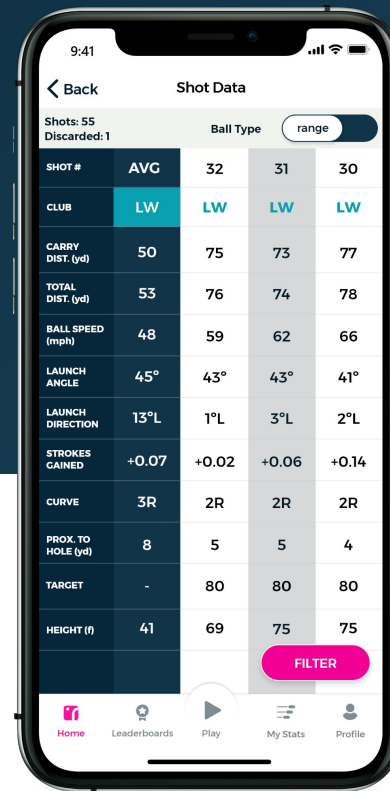 9:41
Back
Shot Data
Shots: 55
Discarded: 1
Ball Type
range
SHOT # AVG 32 31 30
CLUB LW LW LW LW
CARRY
DIST. (yd) 50 75 73 77
TOTAL
DIST. (yd) 53 76 74 78
BALL SPEED
(mph) 48 59 62 66
LAUNCH
ANGLE 45° 43° 43° 41°
LAUNCH
DIRECTION 13°L 1°L 3°L 2°L
STROKES
GAINED +0.07 +0.02 +0.06 +0.14
CURVE 3R 2R 2R 2R
PROX. TO
HOLE (yd) 8 5 5 4
TARGET - 80 80 80
HEIGHT (f) 41 69 75 75
FILTER
Home Leaderboards Play My Stats Profile